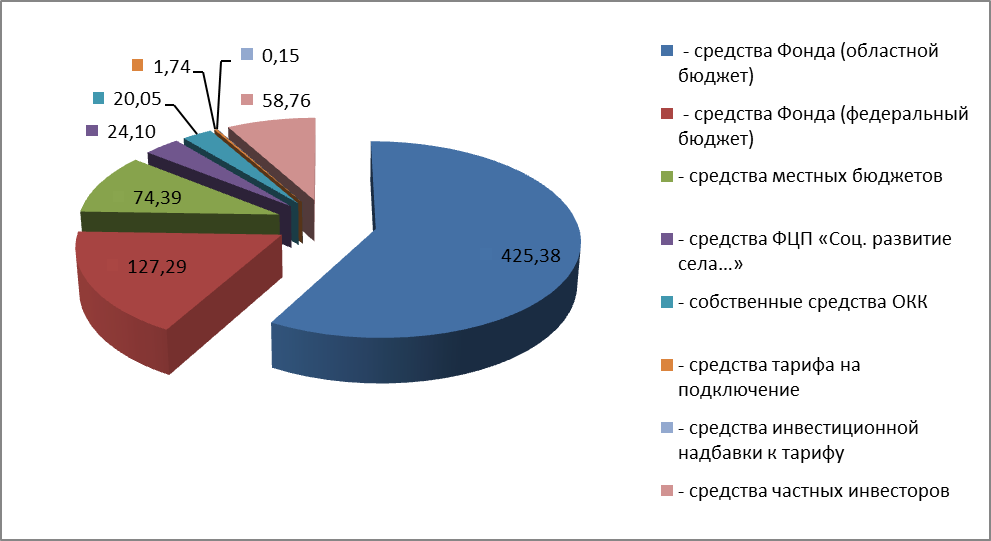 0,15
1,74
58,76
20,05
24,10
74,39
425,38
127,29
- средства Фонда (областной
бюджет)
- средства Фонда (федеральный
бюджет)
- средства местных бюджетов
- средства ФЦП «Соц. развитие
села…»
- собственные средства ОКК
- средства тарифа на
подключение
- средства инвестиционной
надбавки к тарифу
- средства частных инвесторов